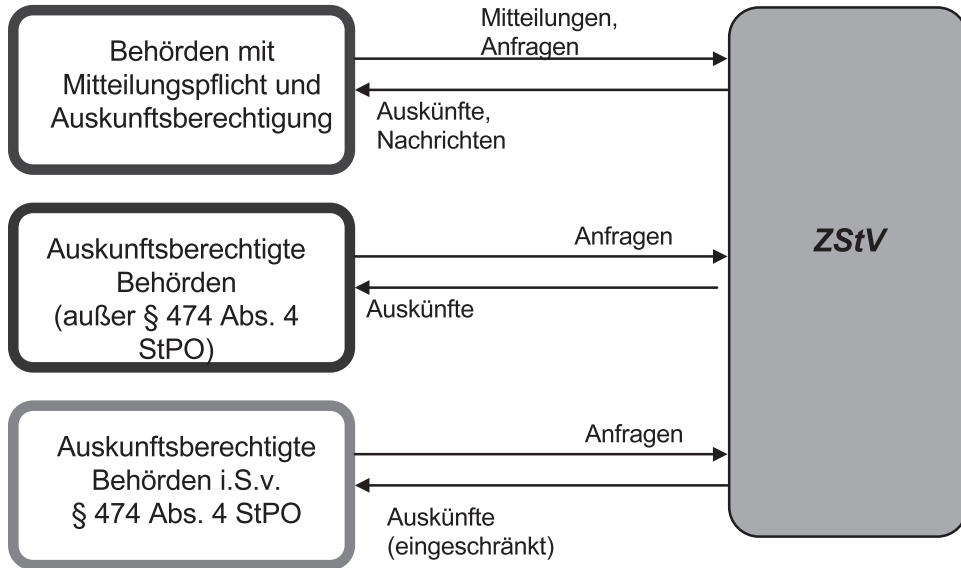 Behörden mit
Mitteilungspflicht und
Auskunftsberechtigung
Mitteilungen,
Anfragen
Auskünfte,
Nachrichten
ZStV
Auskunftsberechtigte
Behörden
(außer § 474 Abs. 4
StPO)
Anfragen
Auskünfte
Auskunftsberechtigte
Behörden i.S.v.
§ 474 Abs. 4 StPO
Anfragen
Auskünfte
(eingeschränkt)